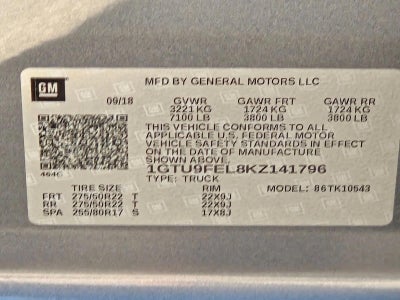 GM
MFD BY GENERAL MOTORS LLC
09/18 GVWR GAWR FRT GAWR RR
3221 KG 1724 KG 1724 KG
7100 LB 3800 LB 3800 LB
THIS VEHICLE CONFORMS TO ALL
APPLICABLE U.S. FEDERAL MOTOR
VEHICLE SAFETY STANDARDS IN EFFECT
ON THE DATE OF MANUFACTURE
SHOWN ABOVE.
1GTU9FEL8KZ141796
464C TYPE: TRUCK MODEL: 86TK10543
TIRE SIZE RIM
FRT 275/50R22 T 22X9J
RR 275/50R22 T 22X9J
SPA 255/80R17 S 17X8J